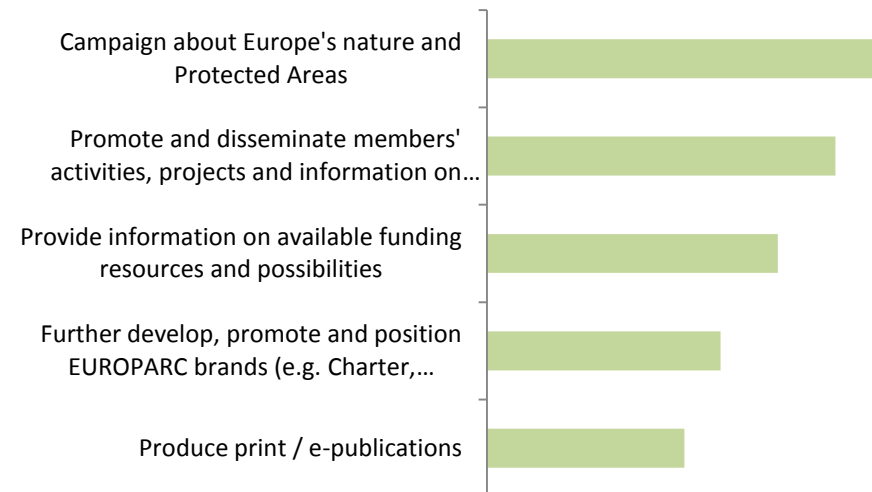 Campaign about Europe's nature and
Protected Areas
Promote and disseminate members'
activities, projects and information on…
Provide information on available funding
resources and possibilities
Further develop, promote and position
EUROPARC brands (e.g. Charter,…
Produce print / e-publications